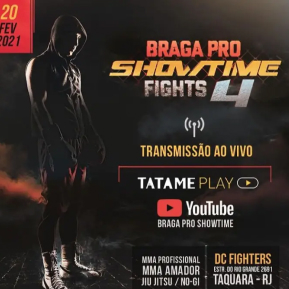 20
FEV
2021
BRAGA PRO
SHOWTIME
FIGHTS 4
TRANSMISSÃO AO VIVO
TATAME PLAY
YouTube
BRAGA PRO SHOWTIME
MMA PROFISSIONAL
MMA AMADOR
JIU JITSU / NO-GI
DC FIGHTERS
ESTR. DO RIO GRANDE 2691
TAQUARA - RJ